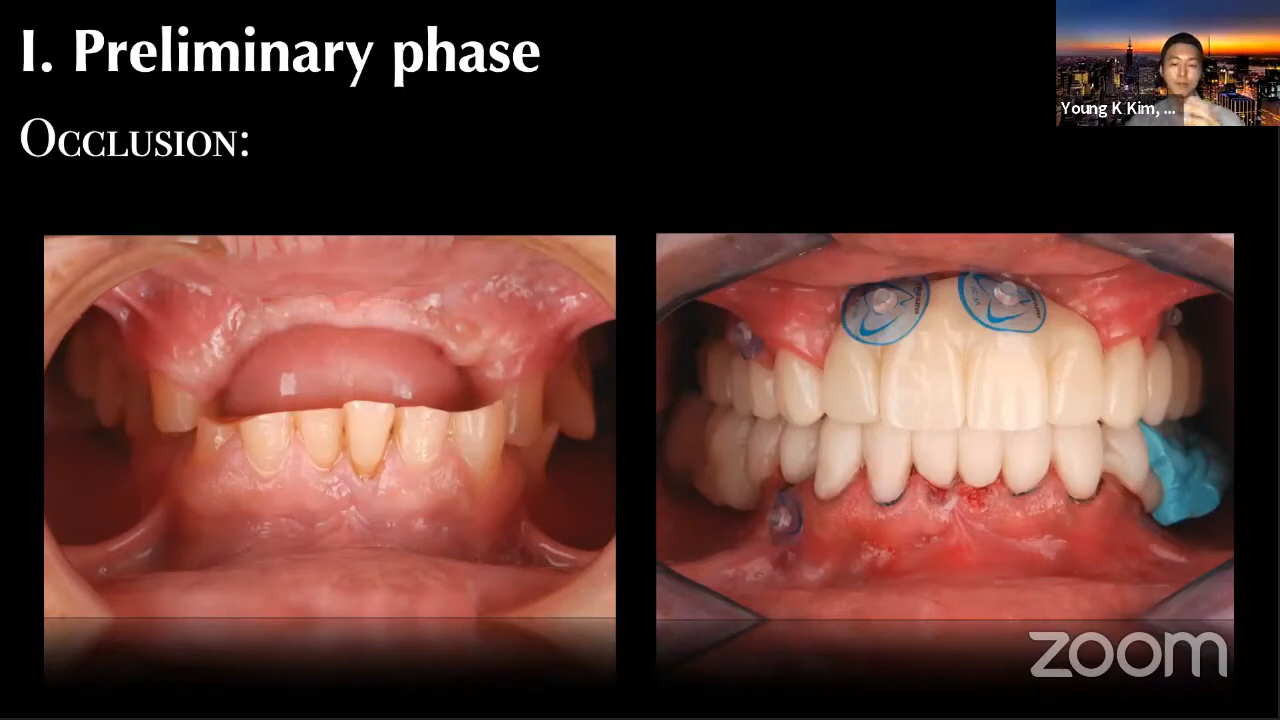 I. Preliminary phase
Young K Kim, ...
Occlusion:
zoom